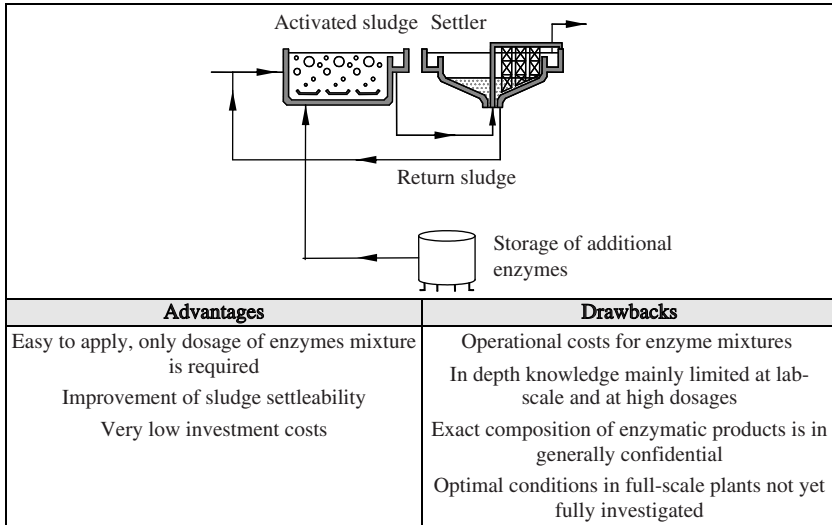 Activated sludge Settler
Return sludge
Storage of additional
enzymes
Advantages
Drawbacks
Easy to apply, only dosage of enzymes mixture
is required
Improvement of sludge settleability
Very low investment costs
Operational costs for enzyme mixtures
In depth knowledge mainly limited at lab-
scale and at high dosages
Exact composition of enzymatic products is in
generally confidential
Optimal conditions in full-scale plants not yet
fully investigated